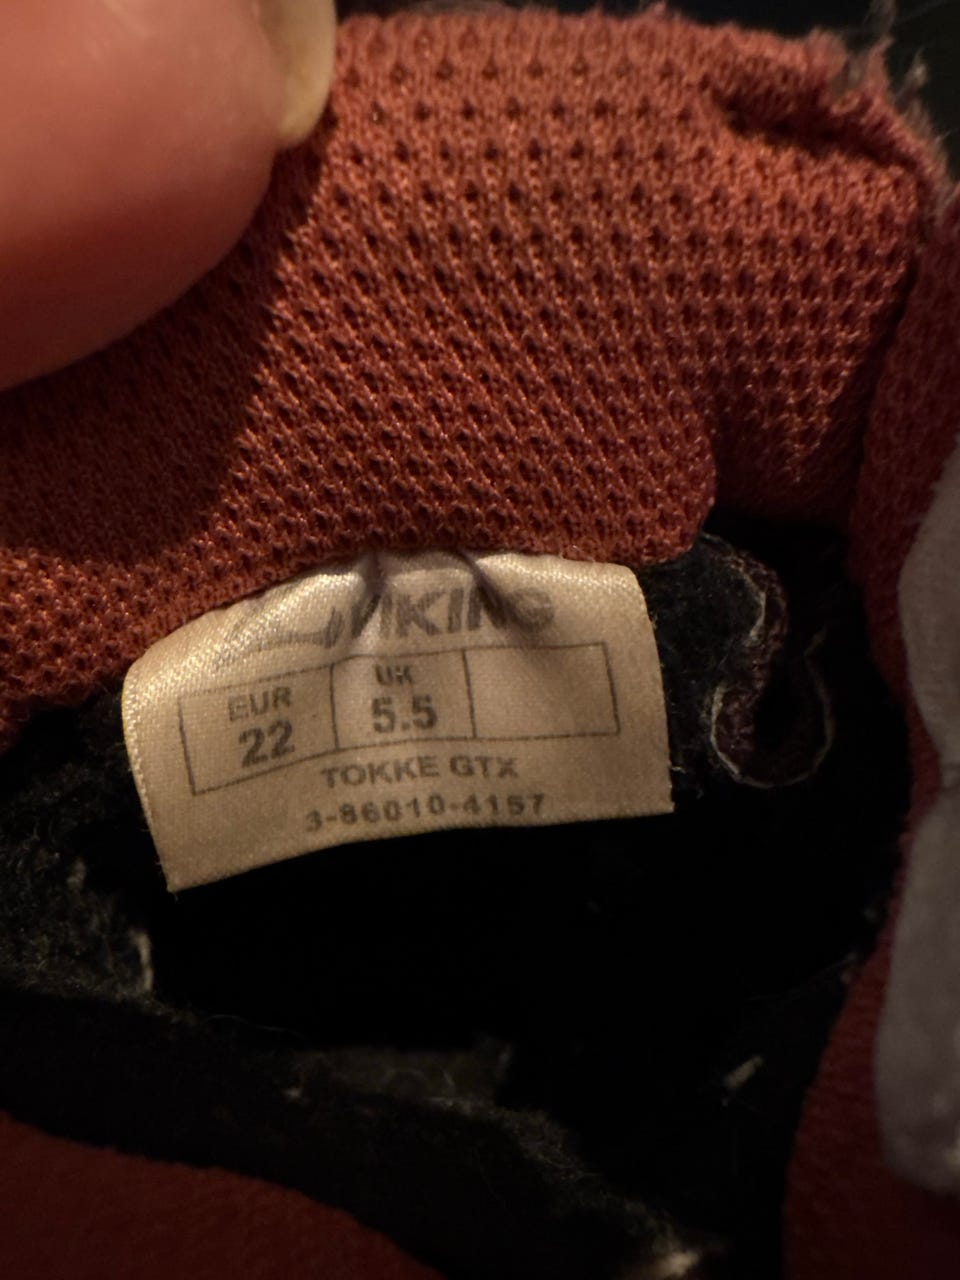 VIKING
EUR UK
22 5.5
TOKKE GTX
3-86010-4157